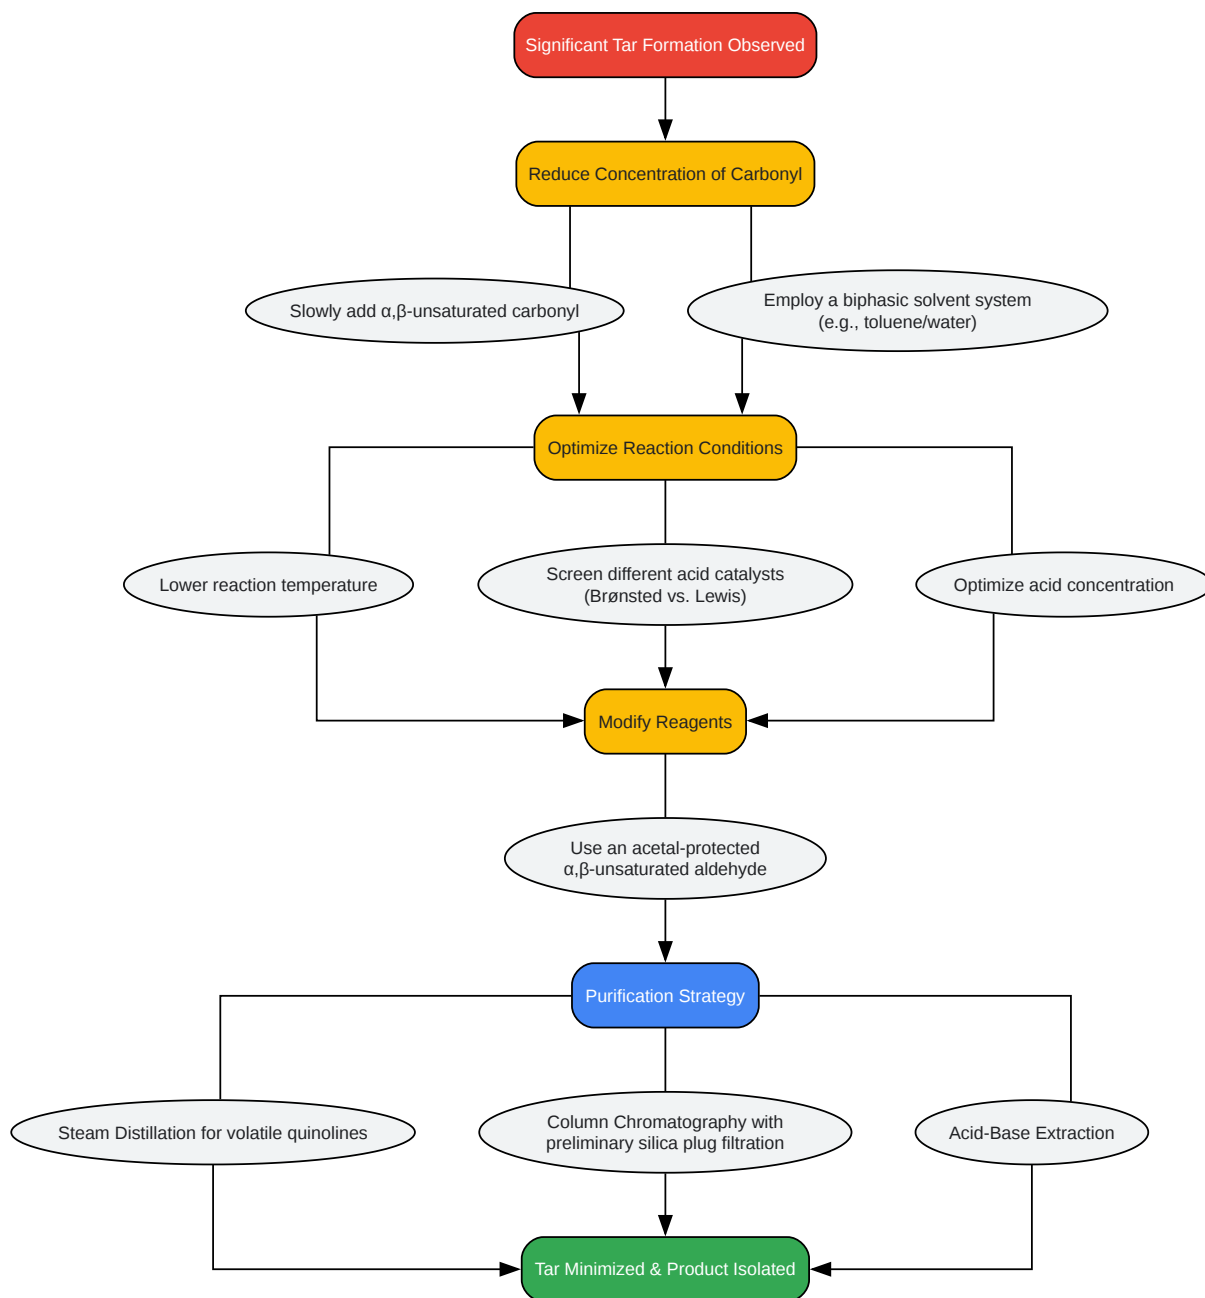 Significant Tar Formation Observed
Reduce Concentration of Carbonyl
Slowly add α,β-unsaturated carbonyl
Employ a biphasic solvent system
(e.g., toluene/water)
Optimize Reaction Conditions
Lower reaction temperature
Screen different acid catalysts
(Brønsted vs. Lewis)
Optimize acid concentration
Modify Reagents
Use an acetal-protected
α,β-unsaturated aldehyde
Purification Strategy
Steam Distillation for volatile quinolines
Column Chromatography with
preliminary silica plug filtration
Acid-Base Extraction
Tar Minimized & Product Isolated